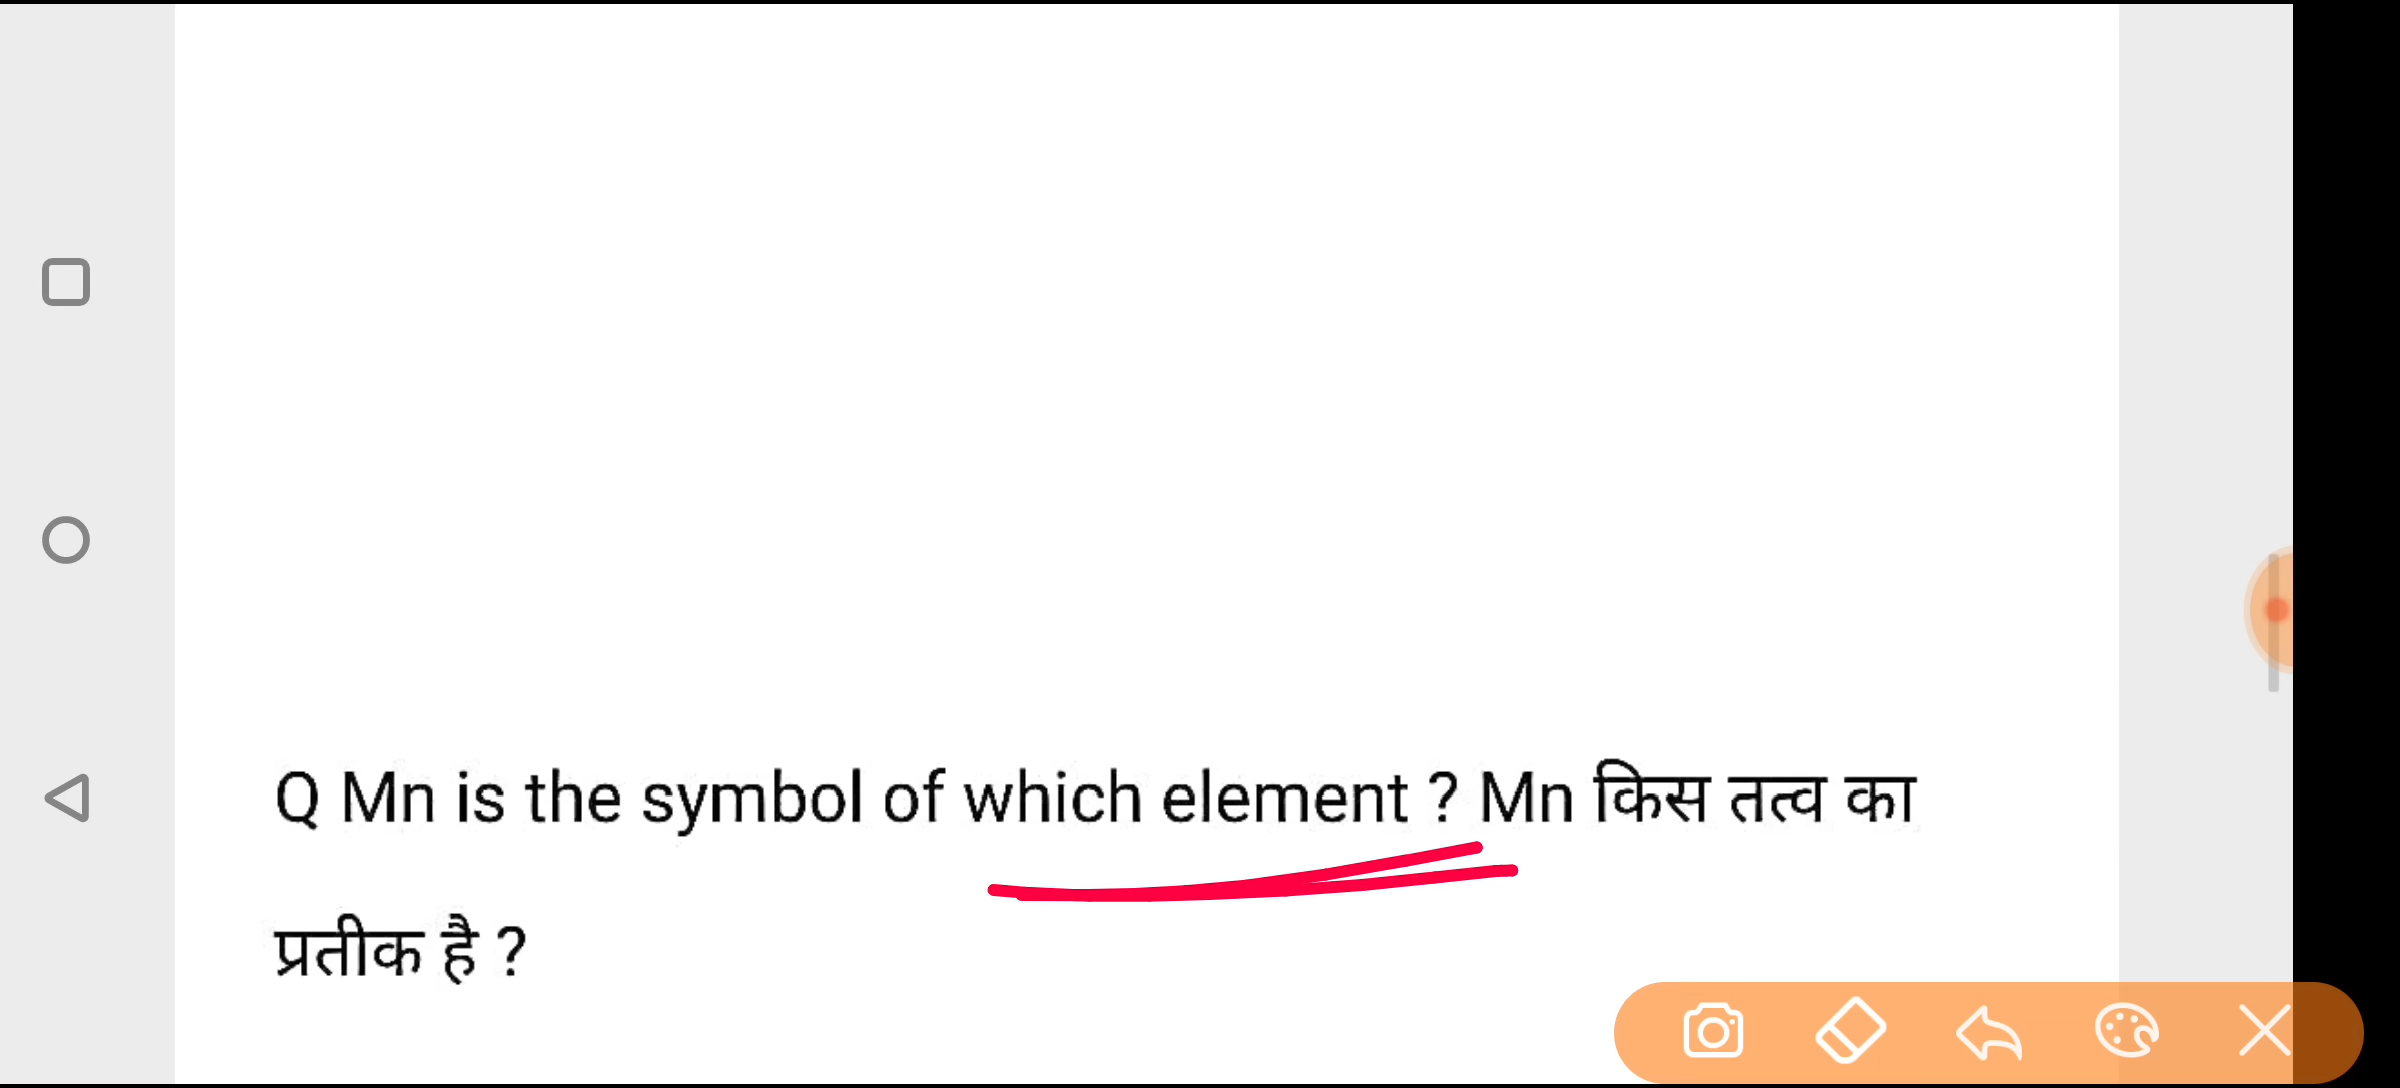 Q Mn is the symbol of which element ? Mn किस तत्व का
प्रतीक है ?